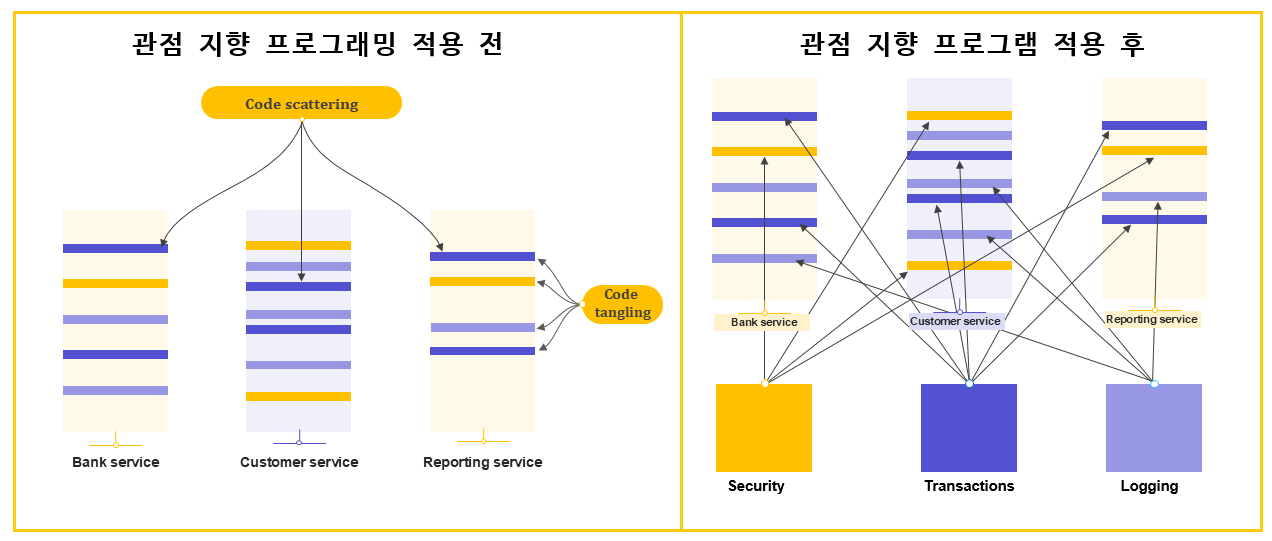 관점 지향 프로그래밍 적용 전
Code scattering
Code
tangling
Bank service
Customer service
Reporting service
관점 지향 프로그램 적용 후
Bank service
Customer service
Reporting service
Security
Transactions
Logging